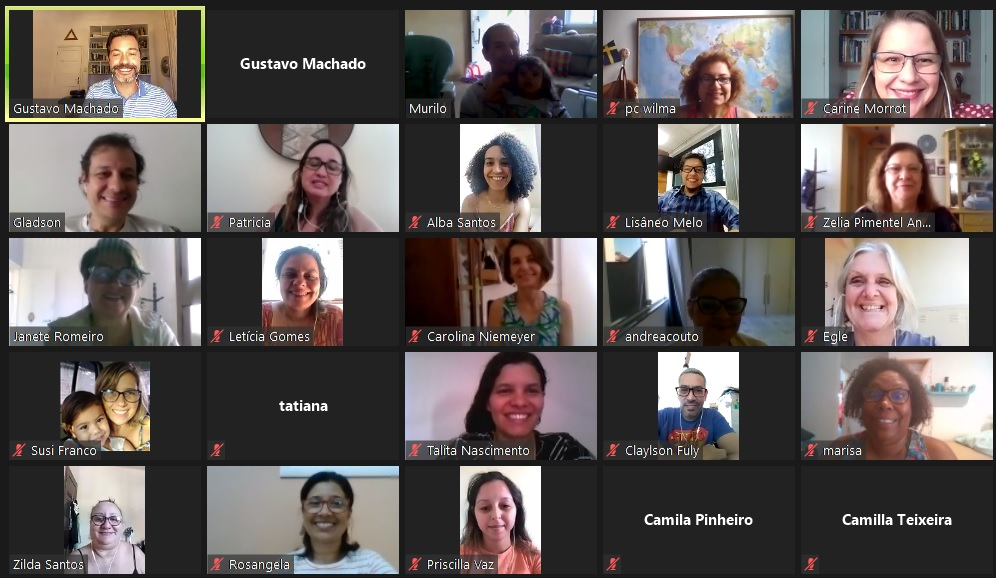 Gustavo Machado
Gustavo Machado
Murilo
pc wilma
Carine Morrot
Gladson
Patricia
Alba Santos
Lisâneo Melo
Zelia Pimentel An...
Janete Romeiro
Letícia Gomes
Carolina Niemeyer
andreacouto
Egle
Susi Franco
tatiana
Talita Nascimento
Claylson Fuly
marisa
Zilda Santos
Rosangela
Priscilla Vaz
Camila Pinheiro
Camilla Teixeira